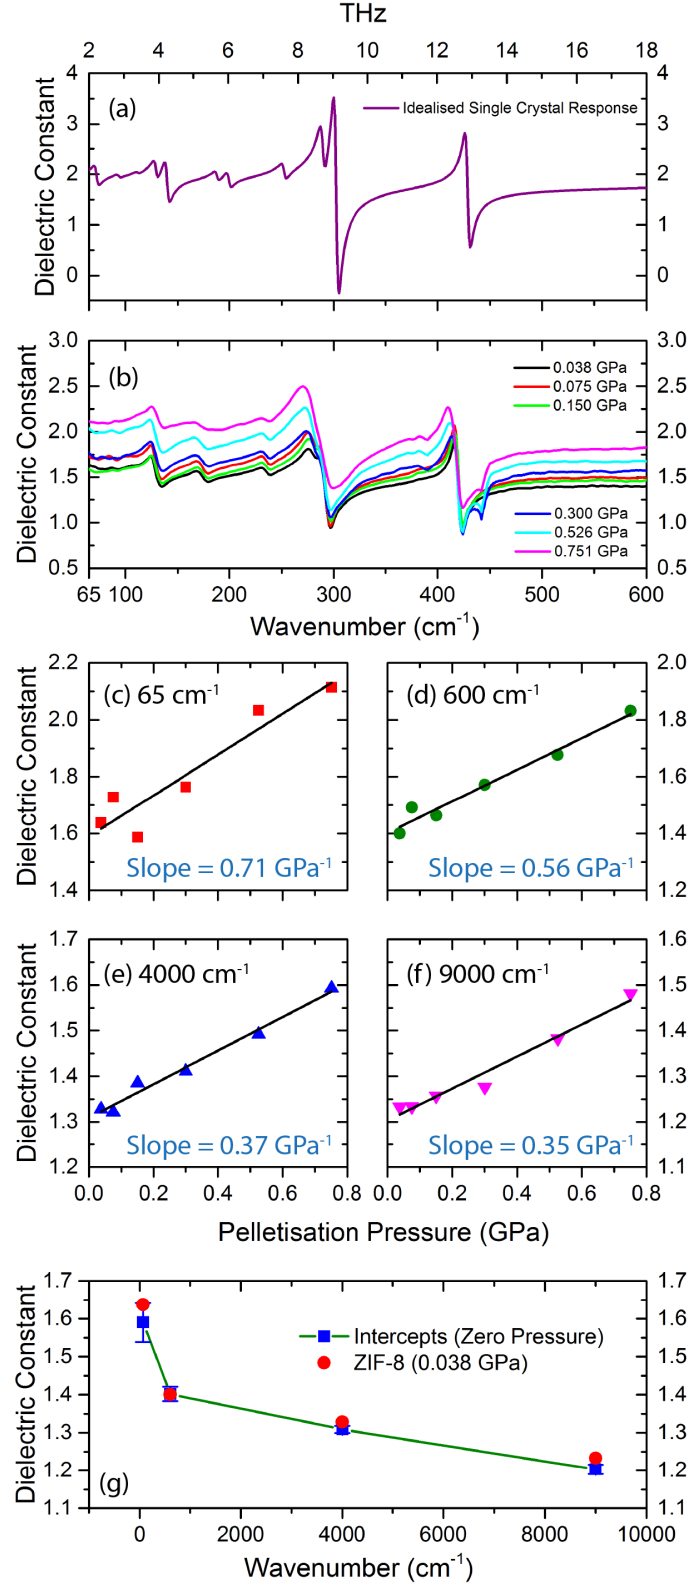 THz
2 4 6 8 10 12 14 16 18
(a)
Idealised Single Crystal Response
Dielectric Constant
4 3 2 1 0
4 3 2 1 0
(b)
0.038 GPa
0.075 GPa
0.150 GPa
0.300 GPa
0.526 GPa
0.751 GPa
Dielectric Constant
3.0 2.5 2.0 1.5 1.0 0.5
3.0 2.5 2.0 1.5 1.0 0.5
65 100 200 300 400 500 600
Wavenumber (cm⁻¹)
(c) 65 cm⁻¹
Slope = 0.71 GPa⁻¹
Dielectric Constant
2.2 2.0 1.8 1.6 1.4
(d) 600 cm⁻¹
Slope = 0.56 GPa⁻¹
2.0 1.8 1.6 1.4 1.2
(e) 4000 cm⁻¹
Slope = 0.37 GPa⁻¹
Dielectric Constant
1.7 1.6 1.5 1.4 1.3 1.2
0.0 0.2 0.4 0.6 0.8
(f) 9000 cm⁻¹
Slope = 0.35 GPa⁻¹
1.6 1.5 1.4 1.3 1.2 1.1
0.0 0.2 0.4 0.6 0.8
Pelletisation Pressure (GPa)
Intercepts (Zero Pressure)
ZIF-8 (0.038 GPa)
(g)
Dielectric Constant
1.7 1.6 1.5 1.4 1.3 1.2 1.1
1.7 1.6 1.5 1.4 1.3 1.2 1.1
0 2000 4000 6000 8000 10000
Wavenumber (cm⁻¹)